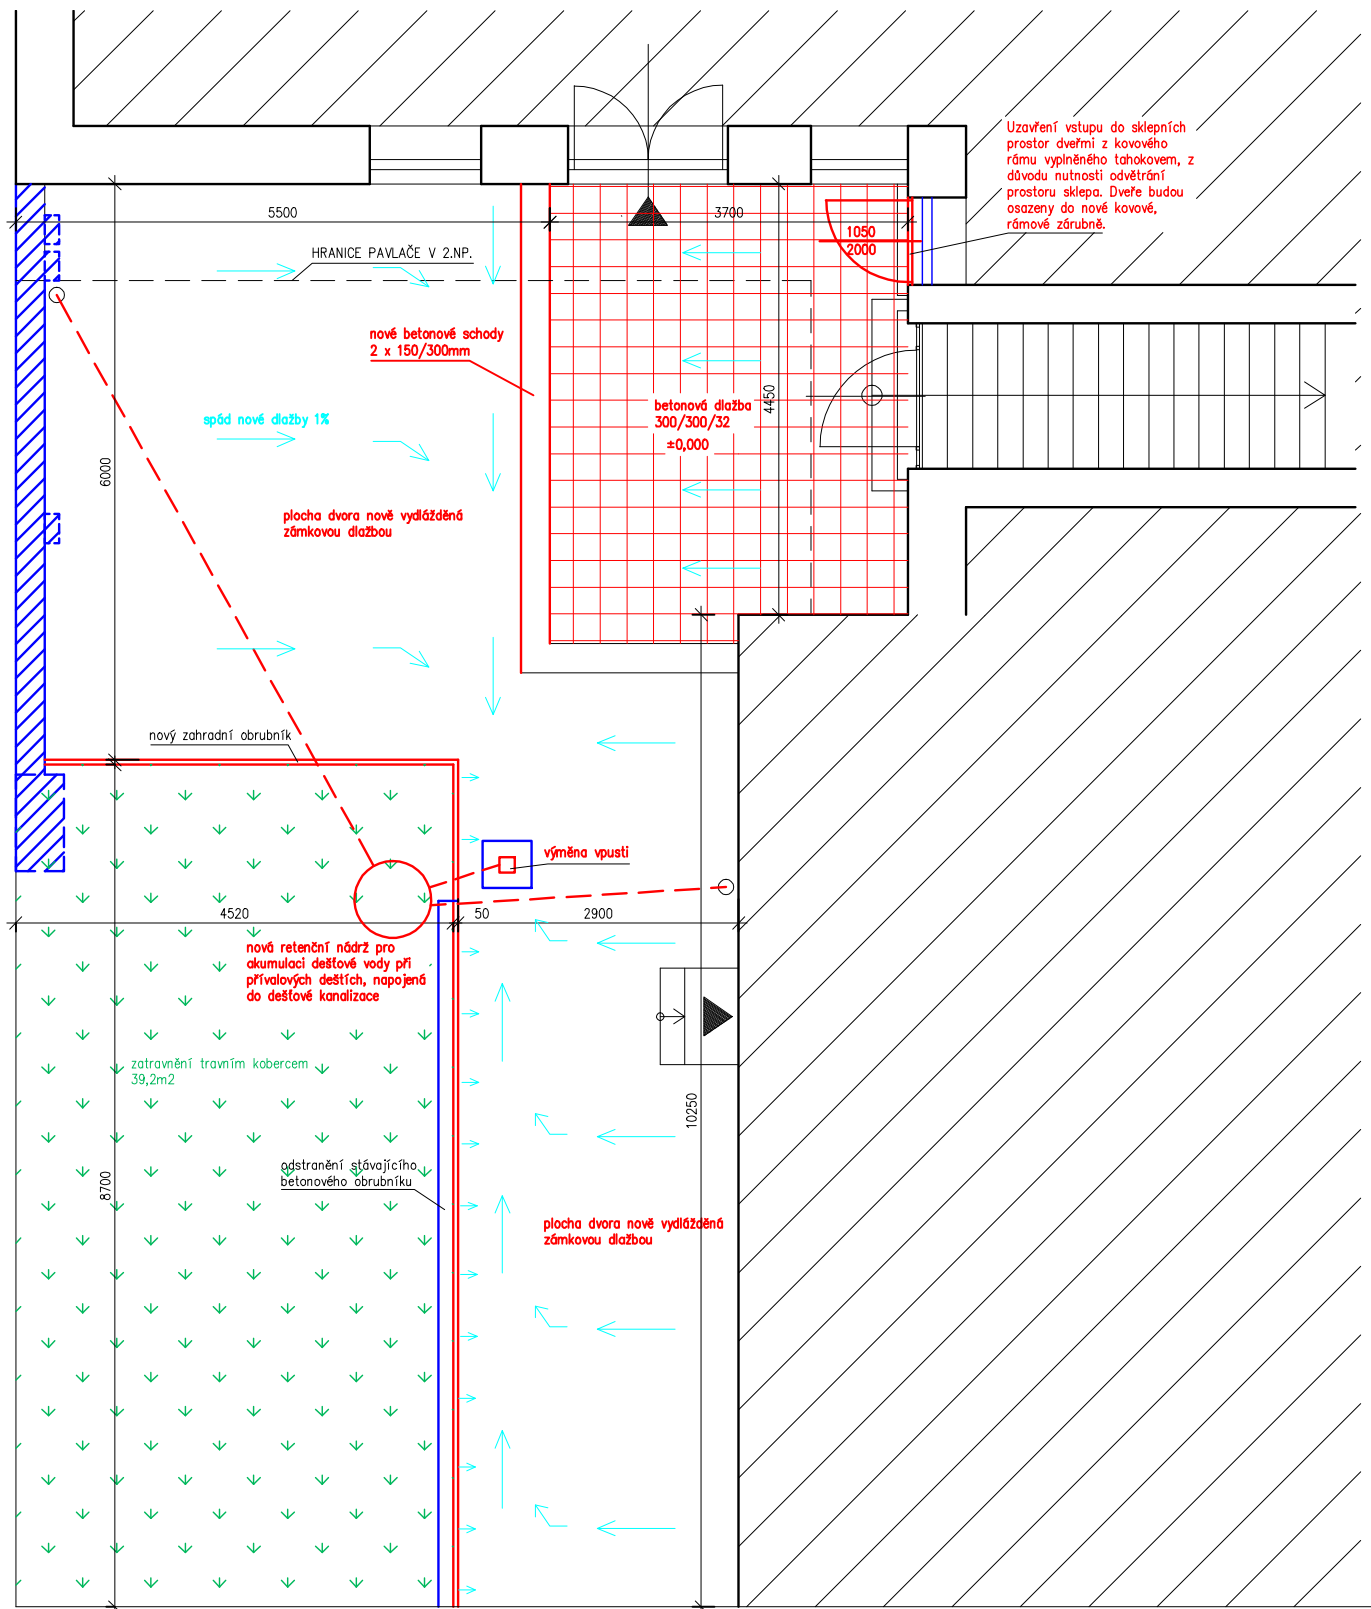 Uzavření vstupu do sklepních
prostor dveřmi z kovového
rámu vyplněného tahokovem, z
důvodu nutnosti odvětrání
prostoru sklepa. Dveře budou
osazeny do nové kovové,
rámové zárubně.
5500
3700
1050
2000
HRANICE PAVLAČE V 2.NP.
nové betonové schody
2 x 150/300mm
spád nové dlažby 1%
betonová dlažba
300/300/32
±0,000
4450
6000
plocha dvora nově vydlážděná
zámkovou dlažbou
nový zahradní obrubník
výměna vpusti
4520
50
2900
nová retenční nádrž pro
akumulaci dešťové vody při
přívalových deštích, napojená
do dešťové kanalizace
zatravnění travním kobercem
39,2m2
10250
8700
odstranění stávajícího
betonového obrubníku
plocha dvora nově vydlážděná
zámkovou dlažbou